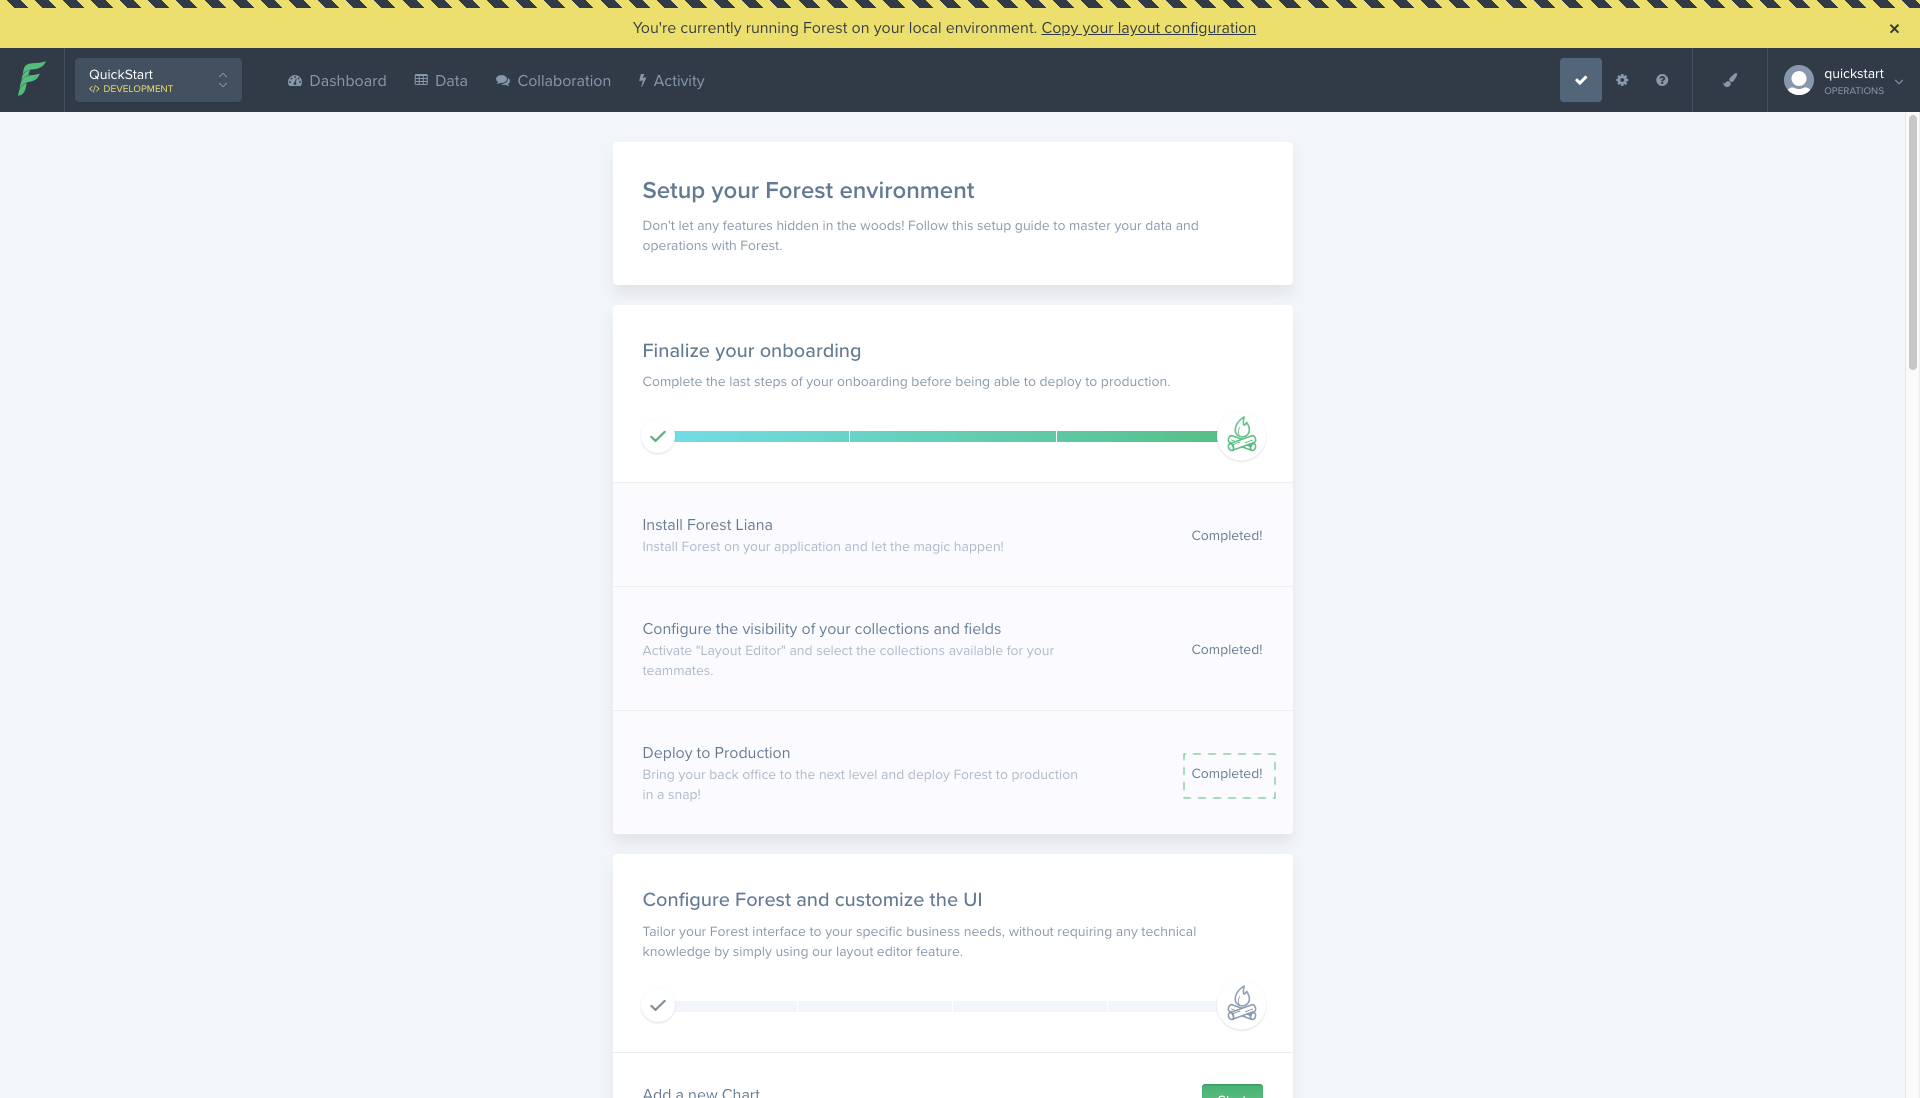 You're currently running Forest on your local environment. Copy your layout configuration
QuickStart
</> DEVELOPMENT
Dashboard
Data
Collaboration
Activity
quickstart
OPERATIONS
Setup your Forest environment
Don't let any features hidden in the woods! Follow this setup guide to master your data and
operations with Forest.
Finalize your onboarding
Complete the last steps of your onboarding before being able to deploy to production.
Install Forest Liana
Install Forest on your application and let the magic happen!
Completed!
Configure the visibility of your collections and fields
Activate "Layout Editor" and select the collections available for your
teammates.
Completed!
Deploy to Production
Bring your back office to the next level and deploy Forest to production
in a snap!
Completed!
Configure Forest and customize the UI
Tailor your Forest interface to your specific business needs, without requiring any technical
knowledge by simply using our layout editor feature.
Add a new Chart